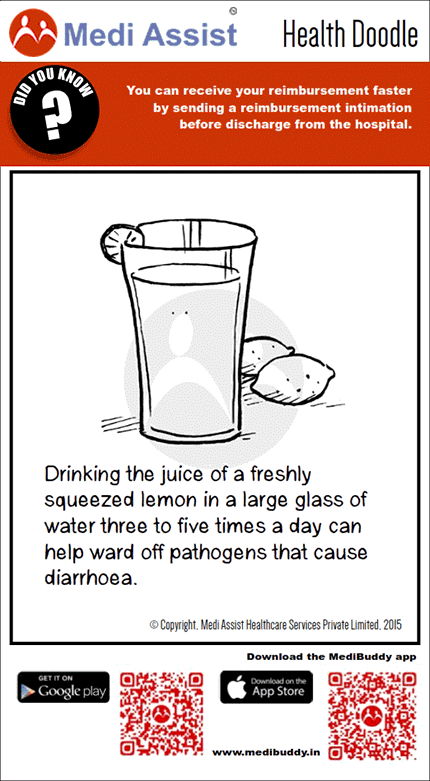 Medi Assist®
Health Doodle
DID YOU KNOW
?
You can receive your reimbursement faster
by sending a reimbursement intimation
before discharge from the hospital.
Drinking the juice of a freshly
squeezed lemon in a large glass of
water three to five times a day can
help ward off pathogens that cause
diarrhoea.
© Copyright. Medi Assist Healthcare Services Private Limited. 2015
Download the MediBuddy app
GET IT ON
Google play
Download on the
App Store
www.medibuddy.in